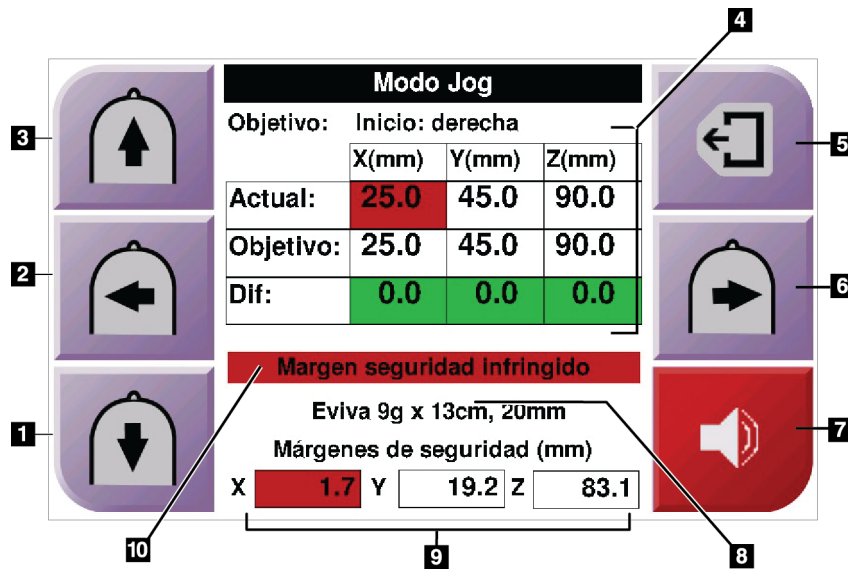 4
Modo Jog
3
Objetivo: Inicio: derecha
5
X(mm) Y(mm) Z(mm)
Actual: 25.0 45.0 90.0
Objetivo: 25.0 45.0 90.0
2
6
Dif: 0.0 0.0 0.0
Margen seguridad infringido
Eviva 9g x 13cm, 20mm
1
7
Márgenes de seguridad (mm)
X 1.7 Y 19.2 Z 83.1
10
9
8